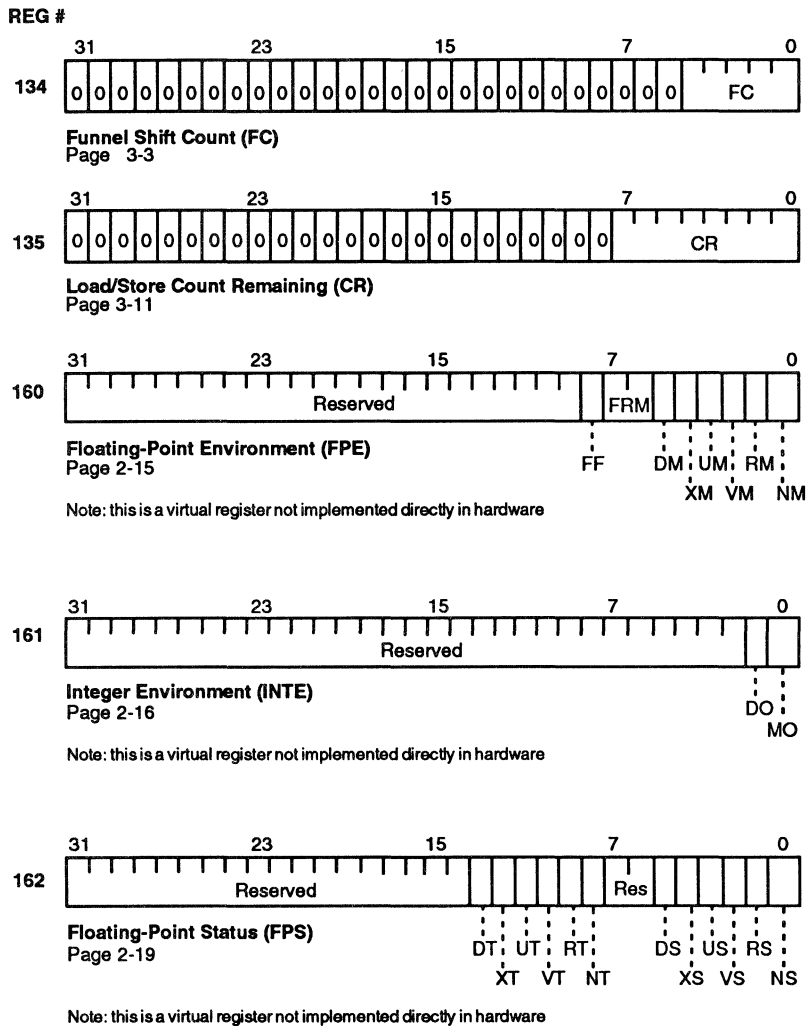 REG #
31 23 15 7 0
134 0 0 0 0 0 0 0 0 0 0 0 0 0 0 0 0 0 0 0 0 0 0 0 0 0 0 0 FC
Funnel Shift Count (FC)
Page 3-3
31 23 15 7 0
135 0 0 0 0 0 0 0 0 0 0 0 0 0 0 0 0 0 0 0 0 0 0 0 0 CR
Load/Store Count Remaining (CR)
Page 3-11
31 23 15 7 0
160 Reserved FRM
Floating-Point Environment (FPE)
Page 2-15
FF DM UM RM
XM VM NM
Note: this is a virtual register not implemented directly in hardware
31 23 15 7 0
161 Reserved
Integer Environment (INTE)
Page 2-16
DO
MO
Note: this is a virtual register not implemented directly in hardware
31 23 15 7 0
162 Reserved Res
Floating-Point Status (FPS)
Page 2-19
DT UT RT DS US RS
XT VT NT XS VS NS
Note: this is a virtual register not implemented directly in hardware